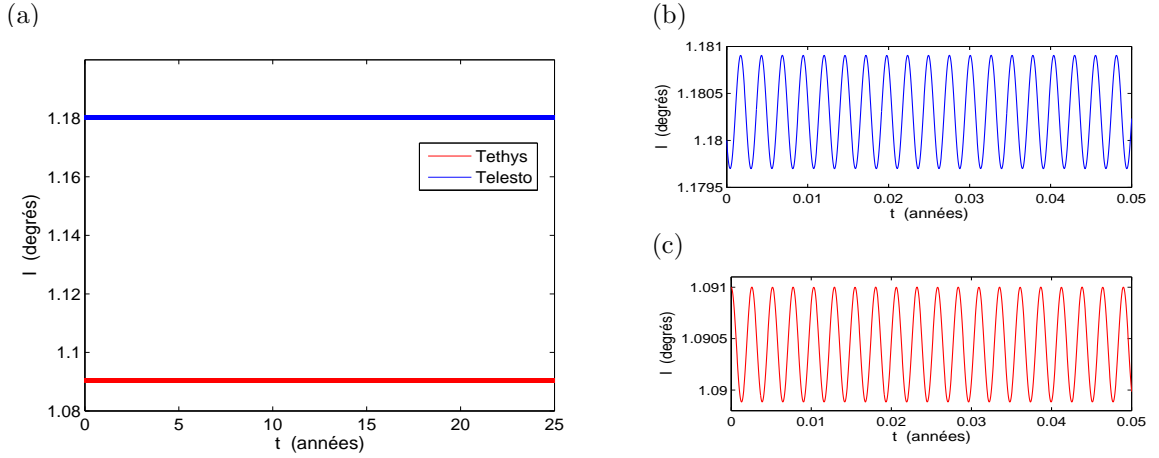 (a)
1.18
1.16
1.14
1.12
1.1
1.08
I (degrés)
0 5 10 15 20 25
t (années)
Tethys
Telesto
(b)
1.181
1.1805
1.18
1.1795
I (degrés)
0 0.01 0.02 0.03 0.04 0.05
t (années)
(c)
1.091
1.0905
1.09
I (degrés)
0 0.01 0.02 0.03 0.04 0.05
t (années)